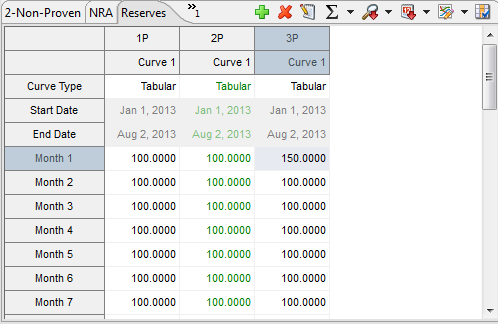 2-Non-Proven NRA Reserves »1 Σ
1P 2P 3P
Curve 1 Curve 1 Curve 1
Curve Type Tabular Tabular Tabular
Start Date Jan 1, 2013 Jan 1, 2013 Jan 1, 2013
End Date Aug 2, 2013 Aug 2, 2013 Aug 2, 2013
Month 1 100.0000 100.0000 150.0000
Month 2 100.0000 100.0000 100.0000
Month 3 100.0000 100.0000 100.0000
Month 4 100.0000 100.0000 100.0000
Month 5 100.0000 100.0000 100.0000
Month 6 100.0000 100.0000 100.0000
Month 7 100.0000 100.0000 100.0000